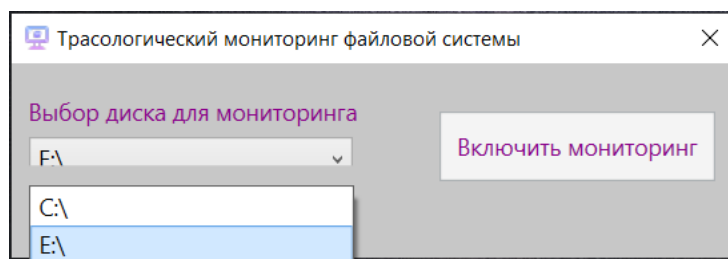 Трасологический мониторинг файловой системы
Выбор диска для мониторинга
Включить мониторинг
E:\
C:\
E:\